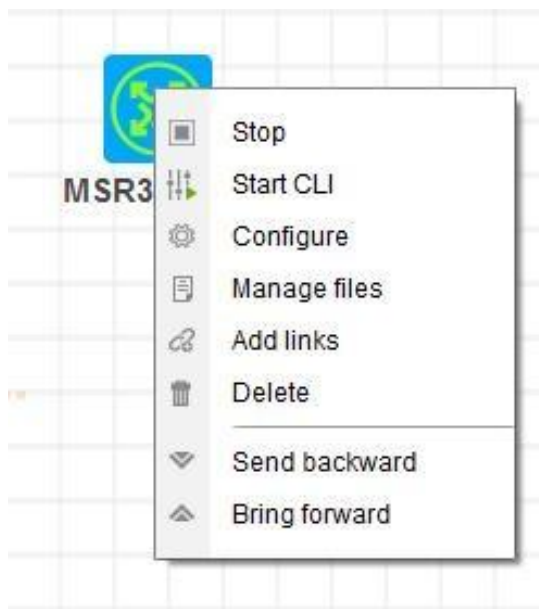 Stop
MSR3
Start CLI
Configure
Manage files
Add links
Delete
Send backward
Bring forward